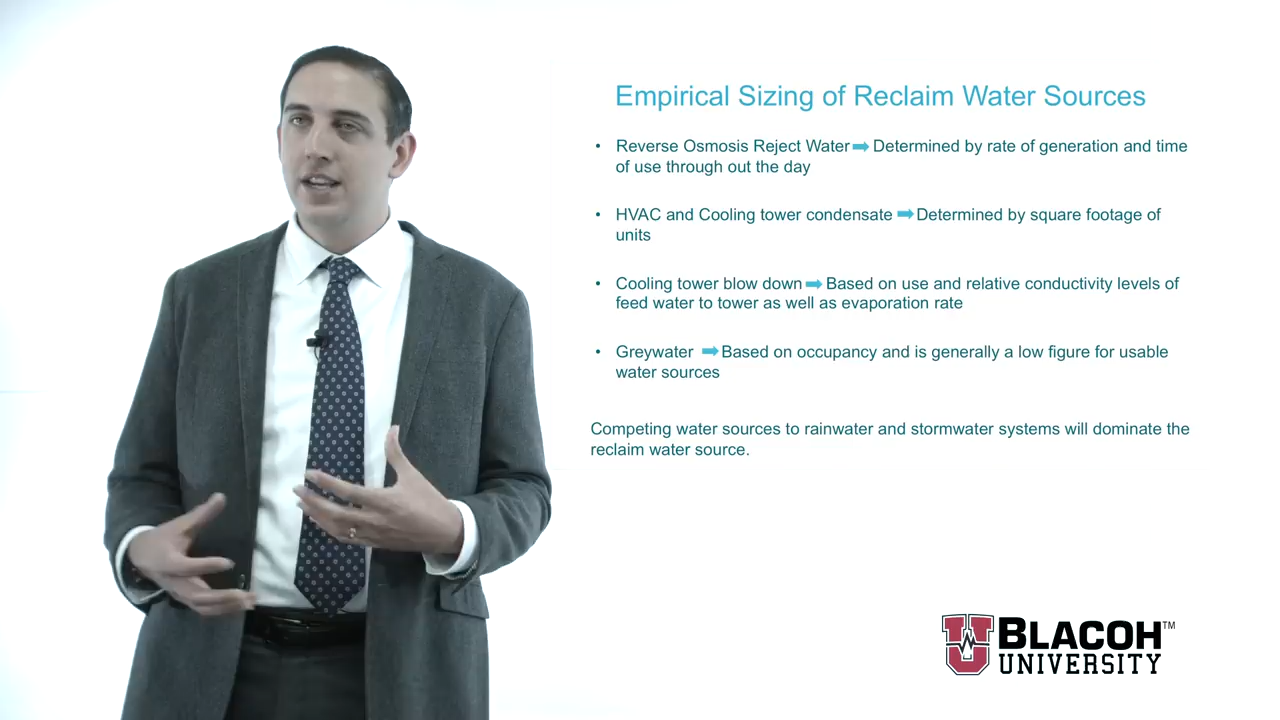 Empirical Sizing of Reclaim Water Sources
• Reverse Osmosis Reject Water ➡ Determined by rate of generation and time
of use through out the day
• HVAC and Cooling tower condensate ➡ Determined by square footage of
units
• Cooling tower blow down ➡ Based on use and relative conductivity levels of
feed water to tower as well as evaporation rate
• Greywater ➡ Based on occupancy and is generally a low figure for usable
water sources
Competing water sources to rainwater and stormwater systems will dominate the
reclaim water source.
U BLACOH™
UNIVERSITY